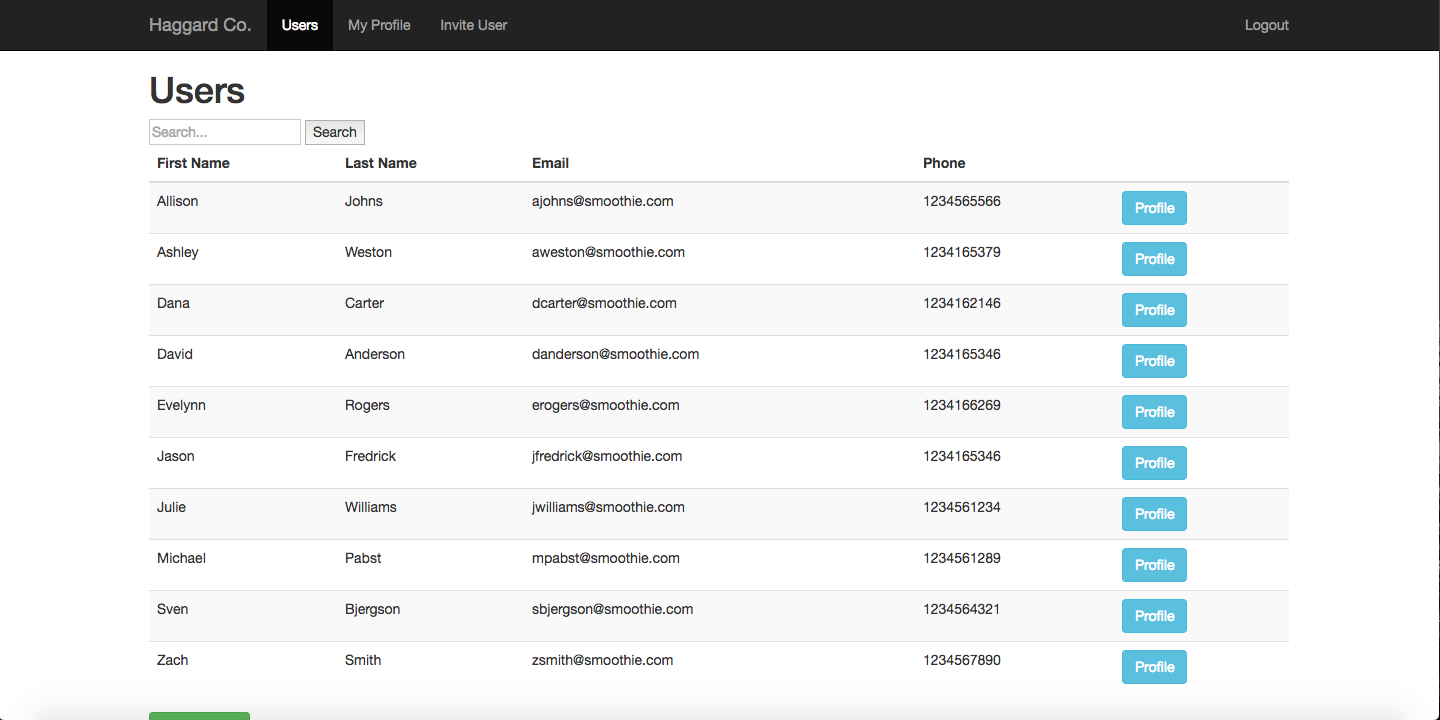 Haggard Co. Users My Profile Invite User Logout
Users
Search... Search
First Name Last Name Email Phone
Allison Johns ajohns@smoothie.com 1234565566 Profile
Ashley Weston aweston@smoothie.com 1234165379 Profile
Dana Carter dcarter@smoothie.com 1234162146 Profile
David Anderson danderson@smoothie.com 1234165346 Profile
Evelynn Rogers erogers@smoothie.com 1234166269 Profile
Jason Fredrick jfredrick@smoothie.com 1234165346 Profile
Julie Williams jwilliams@smoothie.com 1234561234 Profile
Michael Pabst mpabst@smoothie.com 1234561289 Profile
Sven Bjergson sbjergson@smoothie.com 1234564321 Profile
Zach Smith zsmith@smoothie.com 1234567890 Profile